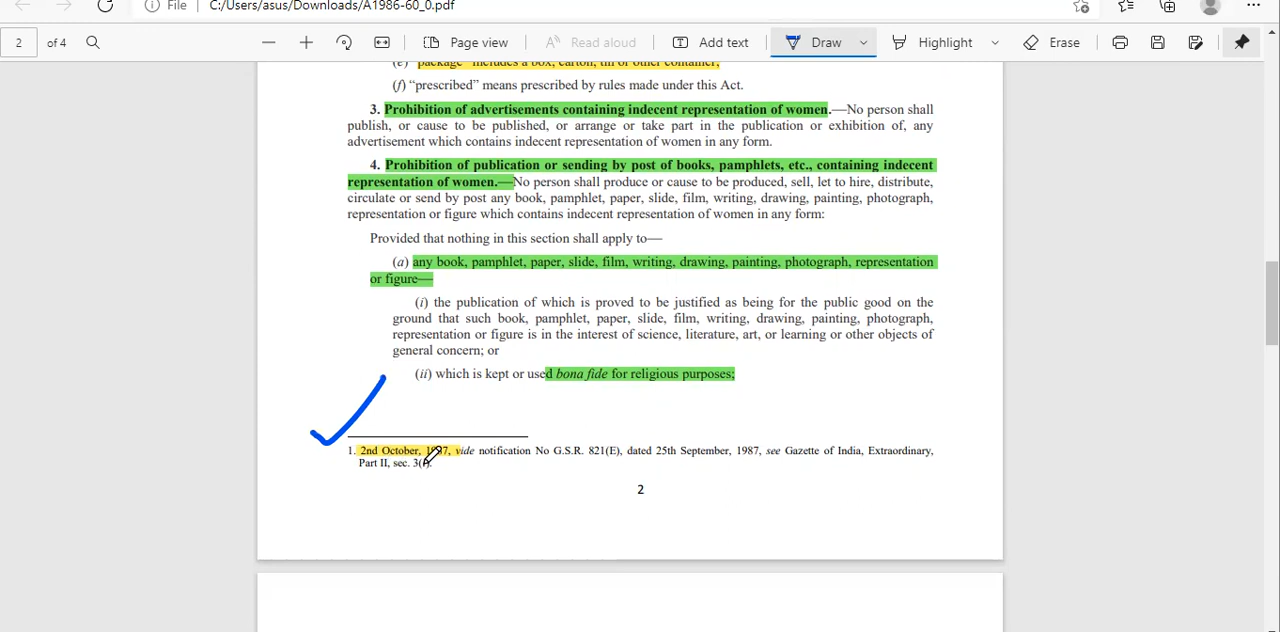 File | C:/Users/asus/Downloads/A1986-60_0.pdf
2 of 4 Page view Read aloud Add text Draw Highlight Erase
(e) “package” includes a box, carton, tin or other container;
(f) “prescribed” means prescribed by rules made under this Act.
3. Prohibition of advertisements containing indecent representation of women.—No person shall
publish, or cause to be published, or arrange or take part in the publication or exhibition of, any
advertisement which contains indecent representation of women in any form.
4. Prohibition of publication or sending by post of books, pamphlets, etc., containing indecent
representation of women.—No person shall produce or cause to be produced, sell, let to hire, distribute,
circulate or send by post any book, pamphlet, paper, slide, film, writing, drawing, painting, photograph,
representation or figure which contains indecent representation of women in any form:
Provided that nothing in this section shall apply to—
(a) any book, pamphlet, paper, slide, film, writing, drawing, painting, photograph, representation
or figure—
(i) the publication of which is proved to be justified as being for the public good on the
ground that such book, pamphlet, paper, slide, film, writing, drawing, painting, photograph,
representation or figure is in the interest of science, literature, art, or learning or other objects of
general concern; or
(ii) which is kept or used bona fide for religious purposes;
1. 2nd October, 1987, vide notification No G.S.R. 821(E), dated 25th September, 1987, see Gazette of India, Extraordinary,
Part II, sec.
2